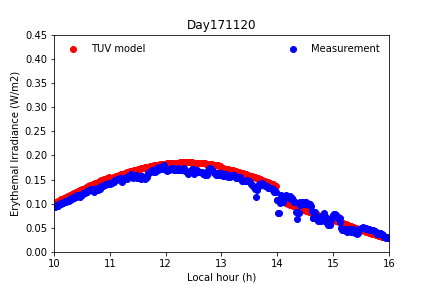 Day171120
TUV model
Measurement
Erythemal Irradiance (W/m2)
0.45
0.40
0.35
0.30
0.25
0.20
0.15
0.10
0.05
0.00
10 11 12 13 14 15 16
Local hour (h)